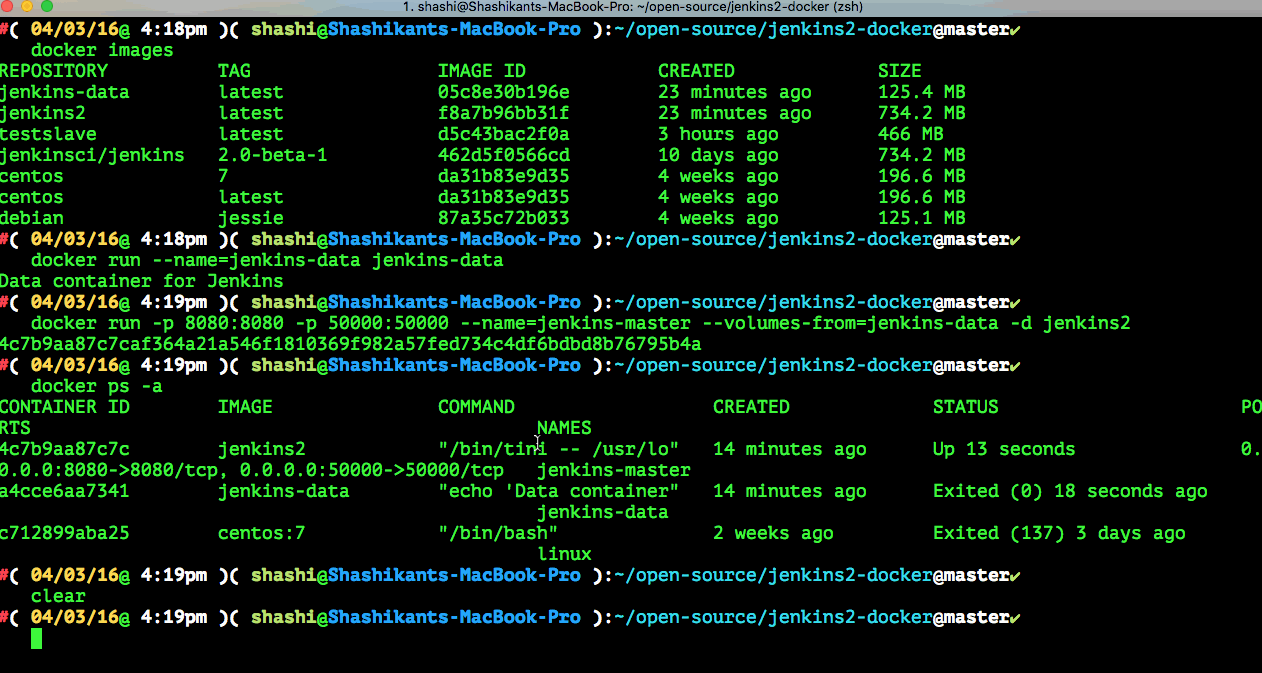 1. shashi@Shashikants-MacBook-Pro: ~/open-source/jenkins2-docker (zsh)
#( 04/03/16@ 4:18pm )( shashi@Shashikants-MacBook-Pro ):~/open-source/jenkins2-docker@master✔
docker images
REPOSITORY TAG IMAGE ID CREATED SIZE
jenkins-data latest 05c8e30b196e 23 minutes ago 125.4 MB
jenkins2 latest f8a7b96bb31f 23 minutes ago 734.2 MB
testslave latest d5c43bac2f0a 3 hours ago 466 MB
jenkinsci/jenkins 2.0-beta-1 462d5f0566cd 10 days ago 734.2 MB
centos 7 da31b83e9d35 4 weeks ago 196.6 MB
centos latest da31b83e9d35 4 weeks ago 196.6 MB
debian jessie 87a35c72b033 4 weeks ago 125.1 MB
#( 04/03/16@ 4:18pm )( shashi@Shashikants-MacBook-Pro ):~/open-source/jenkins2-docker@master✔
docker run --name=jenkins-data jenkins-data
Data container for Jenkins
#( 04/03/16@ 4:19pm )( shashi@Shashikants-MacBook-Pro ):~/open-source/jenkins2-docker@master✔
docker run -p 8080:8080 -p 50000:50000 --name=jenkins-master --volumes-from=jenkins-data -d jenkins2
4c7b9aa87c7caf364a21a546f1810369f982a57fed734c4df6bdbd8b76795b4a
#( 04/03/16@ 4:19pm )( shashi@Shashikants-MacBook-Pro ):~/open-source/jenkins2-docker@master✔
docker ps -a
CONTAINER ID IMAGE COMMAND CREATED STATUS PO
RTS NAMES
4c7b9aa87c7c jenkins2 "/bin/tini -- /usr/lo" 14 minutes ago Up 13 seconds 0.
0.0.0:8080->8080/tcp, 0.0.0.0:50000->50000/tcp jenkins-master
a4cce6aa7341 jenkins-data "echo 'Data container" 14 minutes ago Exited (0) 18 seconds ago
jenkins-data
c712899aba25 centos:7 "/bin/bash" 2 weeks ago Exited (137) 3 days ago
linux
#( 04/03/16@ 4:19pm )( shashi@Shashikants-MacBook-Pro ):~/open-source/jenkins2-docker@master✔
clear
#( 04/03/16@ 4:19pm )( shashi@Shashikants-MacBook-Pro ):~/open-source/jenkins2-docker@master✔